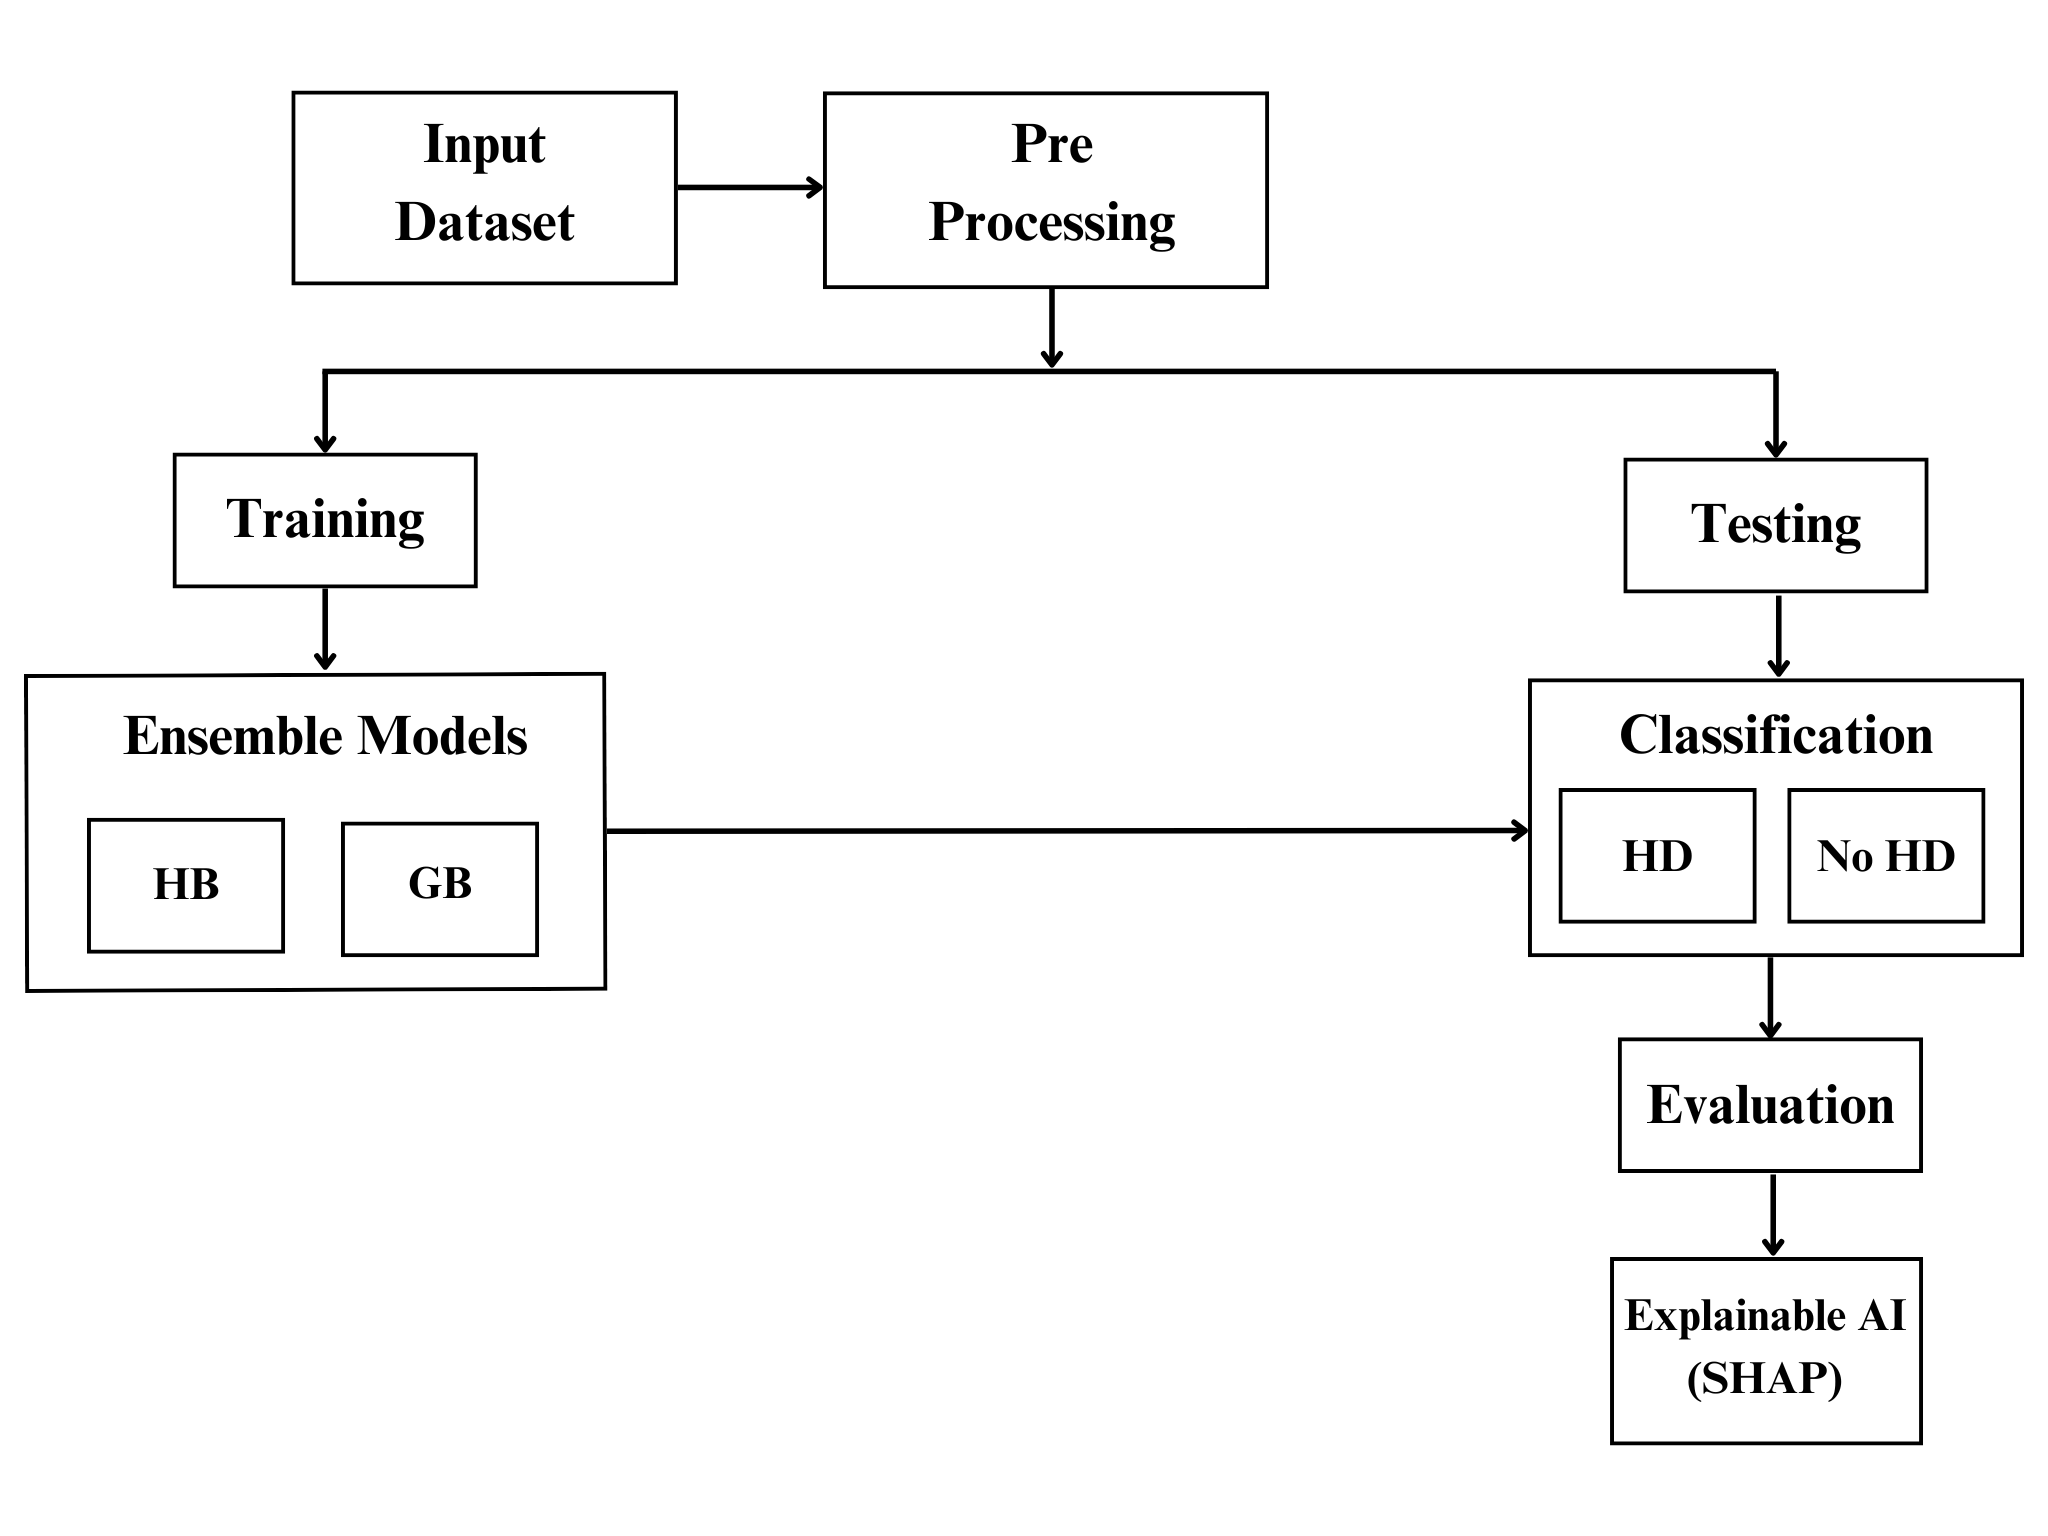 Input
Dataset
Pre
Processing
Training
Testing
Ensemble Models
HB
GB
Classification
HD
No HD
Evaluation
Explainable AI
(SHAP)